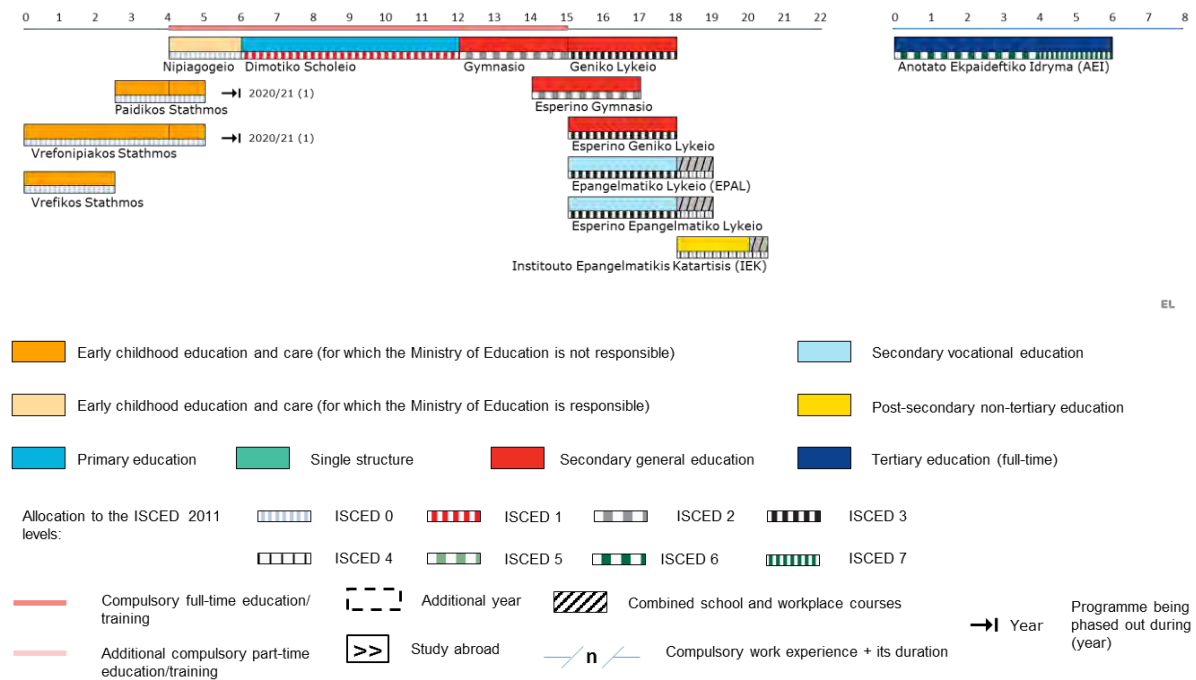 0 1 2 3 4 5 6 7 8 9 10 11 12 13 14 15 16 17 18 19 20 21 22
0 1 2 3 4 5 6 7 8
Nipiagogeio Dimotiko Scholeio Gymnasio Geniko Lykeio
Anotato Ekpaideftiko Idryma (AEI)
2020/21 (1)
Paidikos Stathmos
Esperino Gymnasio
2020/21 (1)
Vrefonipiakos Stathmos
Esperino Geniko Lykeio
Vrefikos Stathmos
Epangelmatiko Lykeio (EPAL)
Esperino Epangelmatiko Lykeio
Institouto Epangelmatikis Katartisis (IEK)
EL
Early childhood education and care (for which the Ministry of Education is not responsible)
Secondary vocational education
Early childhood education and care (for which the Ministry of Education is responsible)
Post-secondary non-tertiary education
Primary education
Single structure
Secondary general education
Tertiary education (full-time)
Allocation to the ISCED 2011
levels:
ISCED 0
ISCED 1
ISCED 2
ISCED 3
ISCED 4
ISCED 5
ISCED 6
ISCED 7
Compulsory full-time education/
training
Additional year
Combined school and workplace courses
Year
Programme being
phased out during
(year)
Additional compulsory part-time
education/training
>>
Study abroad
n
Compulsory work experience + its duration